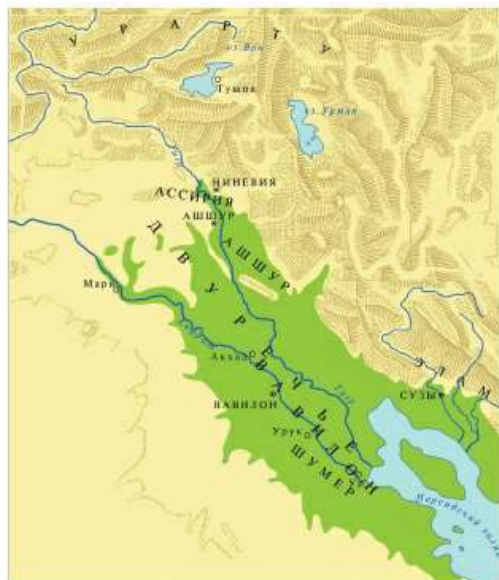 УРАРТУ
оз. Ван
Тушпа
оз. Урмия
НИНЕВИЯ
АССИРИЯ
АШШУР
АШШУР
ДВУРЕЧЬЕ
Мари
Аккад
Тигр
ВАВИЛОН
ВАВИЛОН
Урук
ШУМЕР
СУЗЫ
ЭЛАМ
Персидский залив